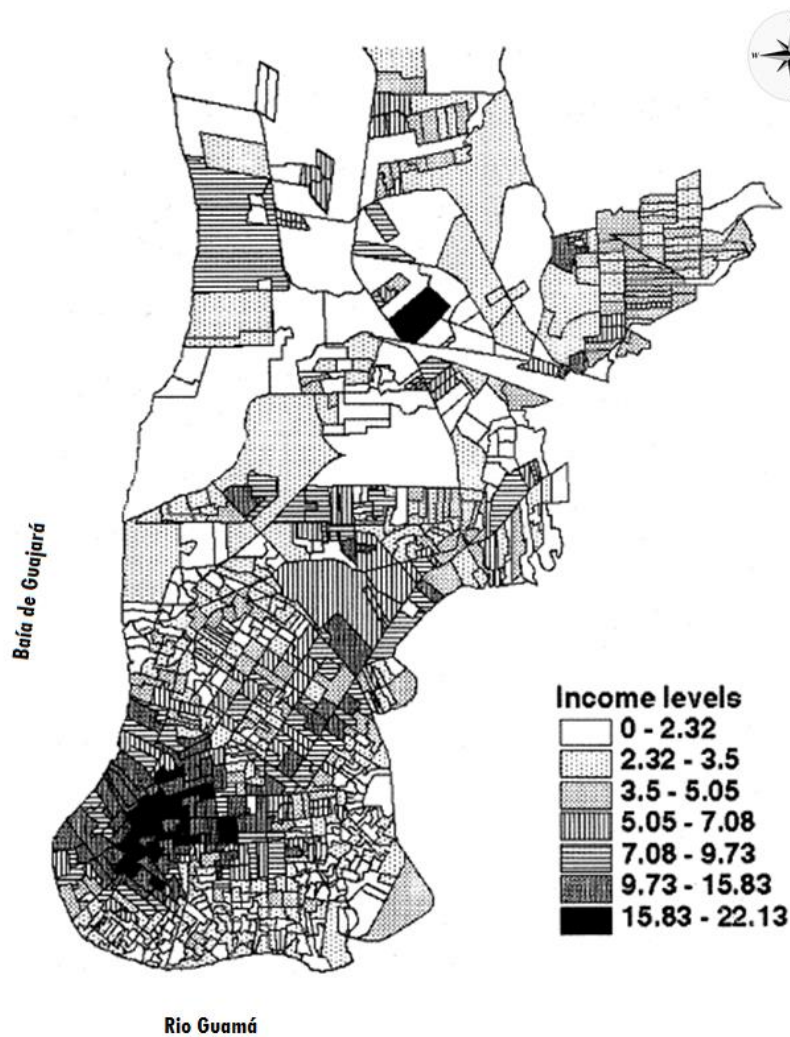 W
Baía de Guajará
Income levels
0 - 2.32
2.32 - 3.5
3.5 - 5.05
5.05 - 7.08
7.08 - 9.73
9.73 - 15.83
15.83 - 22.13
Rio Guamá